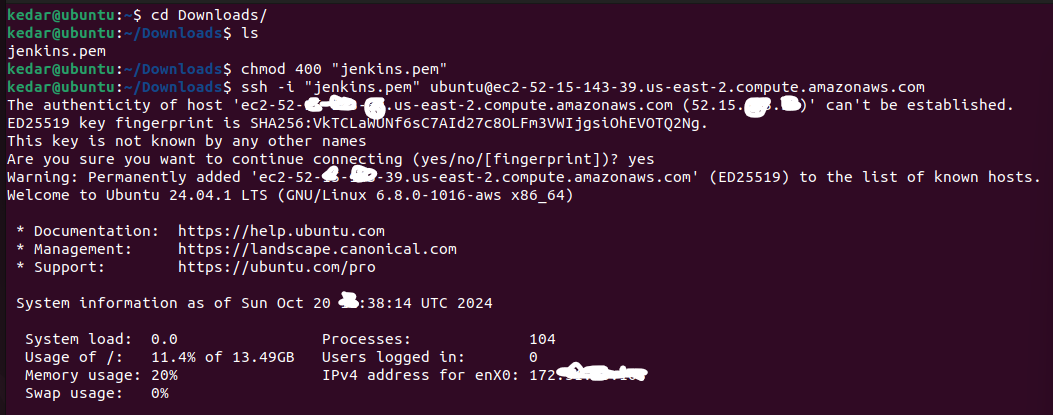 kedar@ubuntu:~$ cd Downloads/
kedar@ubuntu:~/Downloads$ ls
jenkins.pem
kedar@ubuntu:~/Downloads$ chmod 400 "jenkins.pem"
kedar@ubuntu:~/Downloads$ ssh -i "jenkins.pem" ubuntu@ec2-52-15-143-39.us-east-2.compute.amazonaws.com
The authenticity of host 'ec2-52- .us-east-2.compute.amazonaws.com (52.15. . )' can't be established.
ED25519 key fingerprint is SHA256:VkTCLaWUNf6sC7AId27c8OLFm3VWIjgsiOhEVOTQ2Ng.
This key is not known by any other names
Are you sure you want to continue connecting (yes/no/[fingerprint])? yes
Warning: Permanently added 'ec2-52- -39.us-east-2.compute.amazonaws.com' (ED25519) to the list of known hosts.
Welcome to Ubuntu 24.04.1 LTS (GNU/Linux 6.8.0-1016-aws x86_64)
* Documentation: https://help.ubuntu.com
* Management: https://landscape.canonical.com
* Support: https://ubuntu.com/pro
System information as of Sun Oct 20 :38:14 UTC 2024
System load: 0.0 Processes: 104
Usage of /: 11.4% of 13.49GB Users logged in: 0
Memory usage: 20% IPv4 address for enX0: 172.
Swap usage: 0%